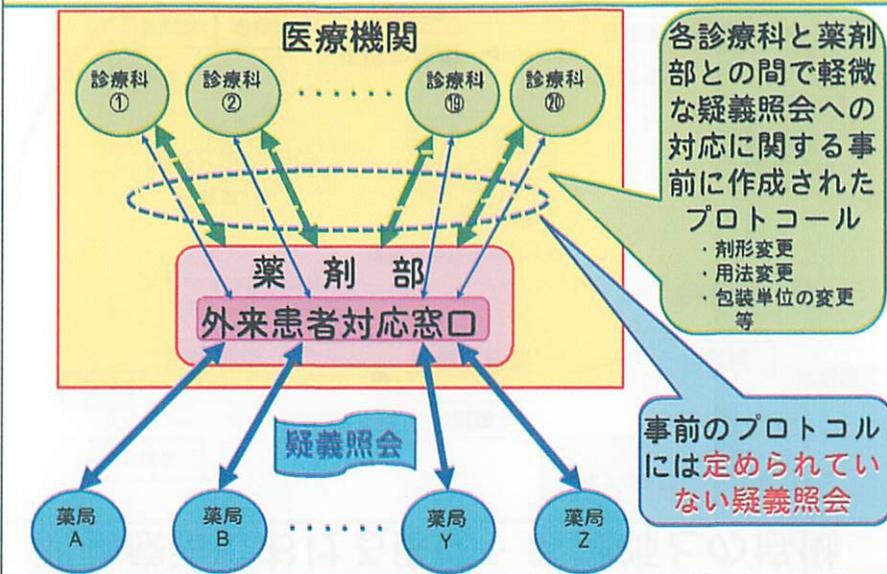 医療機関
診療科
①
診療科
②
・・・・・・
診療科
⑲
診療科
⑳
各診療科と薬剤
部との間で軽微
な疑義照会への
対応に関する事
前に作成された
プロトコール
・剤形変更
・用法変更
・包装単位の変更
等
薬剤部
外来患者対応窓口
疑義照会
事前のプロトコル
には定められてい
ない疑義照会
薬局
A
薬局
B
・・・・・・
薬局
Y
薬局
Z